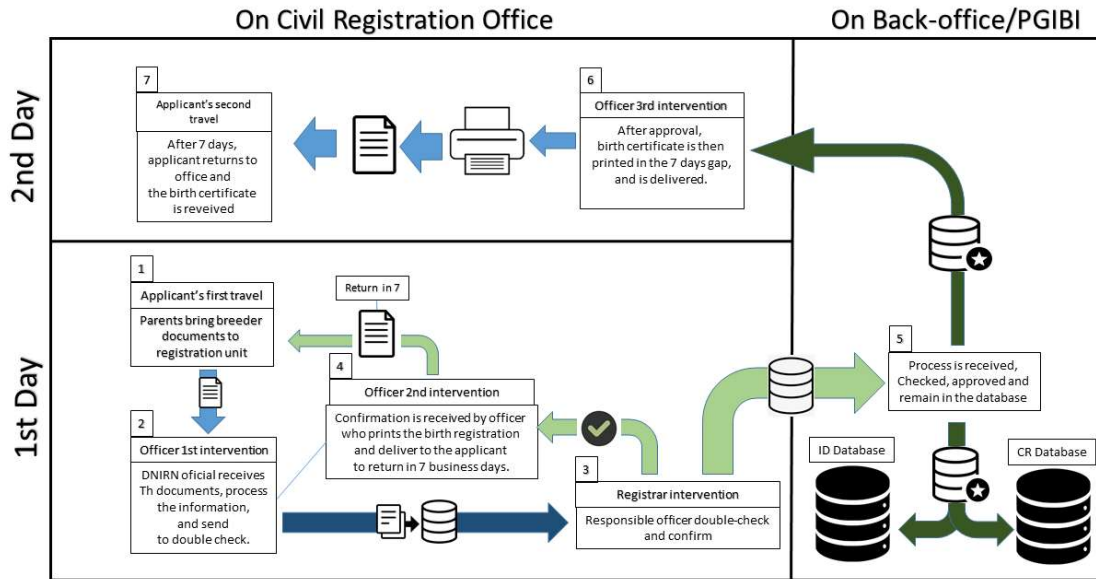 On Civil Registration Office
On Back-office/PGIBI
2nd Day
7
Applicant's second travel
After 7 days,
applicant returns to
office and
the birth certificate
is reveived
6
Officer 3rd intervention
After approval,
birth certificate is then
printed in the 7 days gap,
and is delivered.
1st Day
1
Applicant's first travel
Parents bring breeder
documents to
registration unit
Return in 7
2
Officer 1st intervention
DNIRN oficial receives
Th documents, process
the information,
and send
to double check.
4
Officer 2nd intervention
Confirmation is received by officer
who prints the birth registration
and deliver to the applicant
to return in 7 business days.
3
Registrar intervention
Responsible officer double-check
and confirm
5
Process is received,
Checked, approved and
remain in the database
ID Database
CR Database